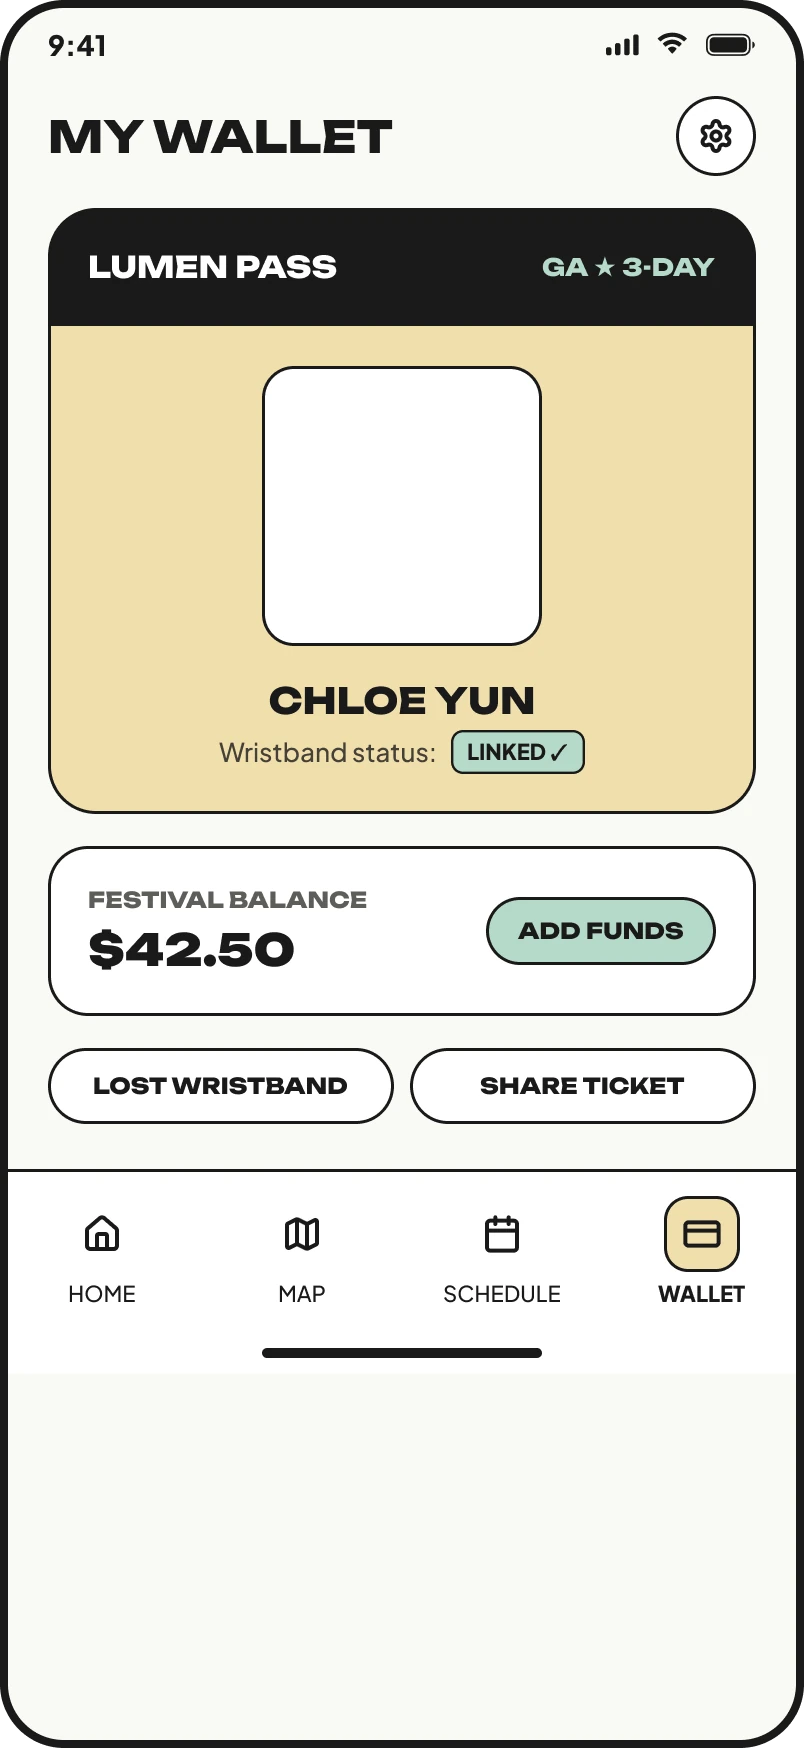 9:41
MY WALLET
LUMEN PASS GA ★ 3-DAY
CHLOE YUN
Wristband status: LINKED ✓
FESTIVAL BALANCE
$42.50
ADD FUNDS
LOST WRISTBAND SHARE TICKET
HOME MAP SCHEDULE WALLET